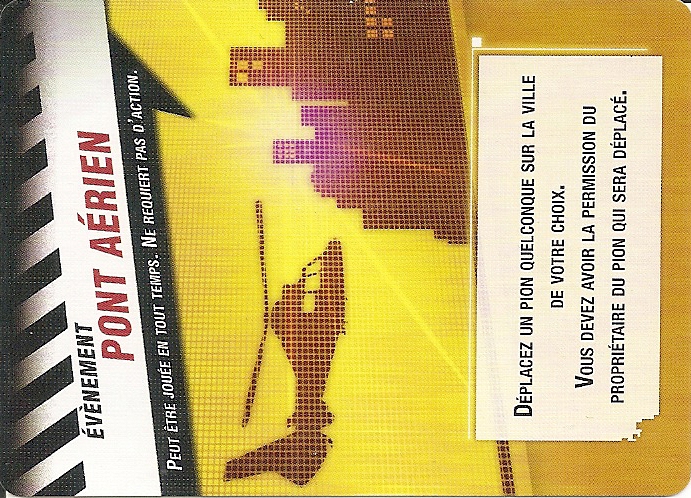 ÉVÈNEMENT
PONT AÉRIEN
PEUT ÊTRE JOUÉE EN TOUT TEMPS. NE REQUIERT PAS D'ACTION.
DÉPLACEZ UN PION QUELCONQUE SUR LA VILLE
DE VOTRE CHOIX.
VOUS DEVEZ AVOIR LA PERMISSION DU
PROPRIÉTAIRE DU PION QUI SERA DÉPLACÉ.